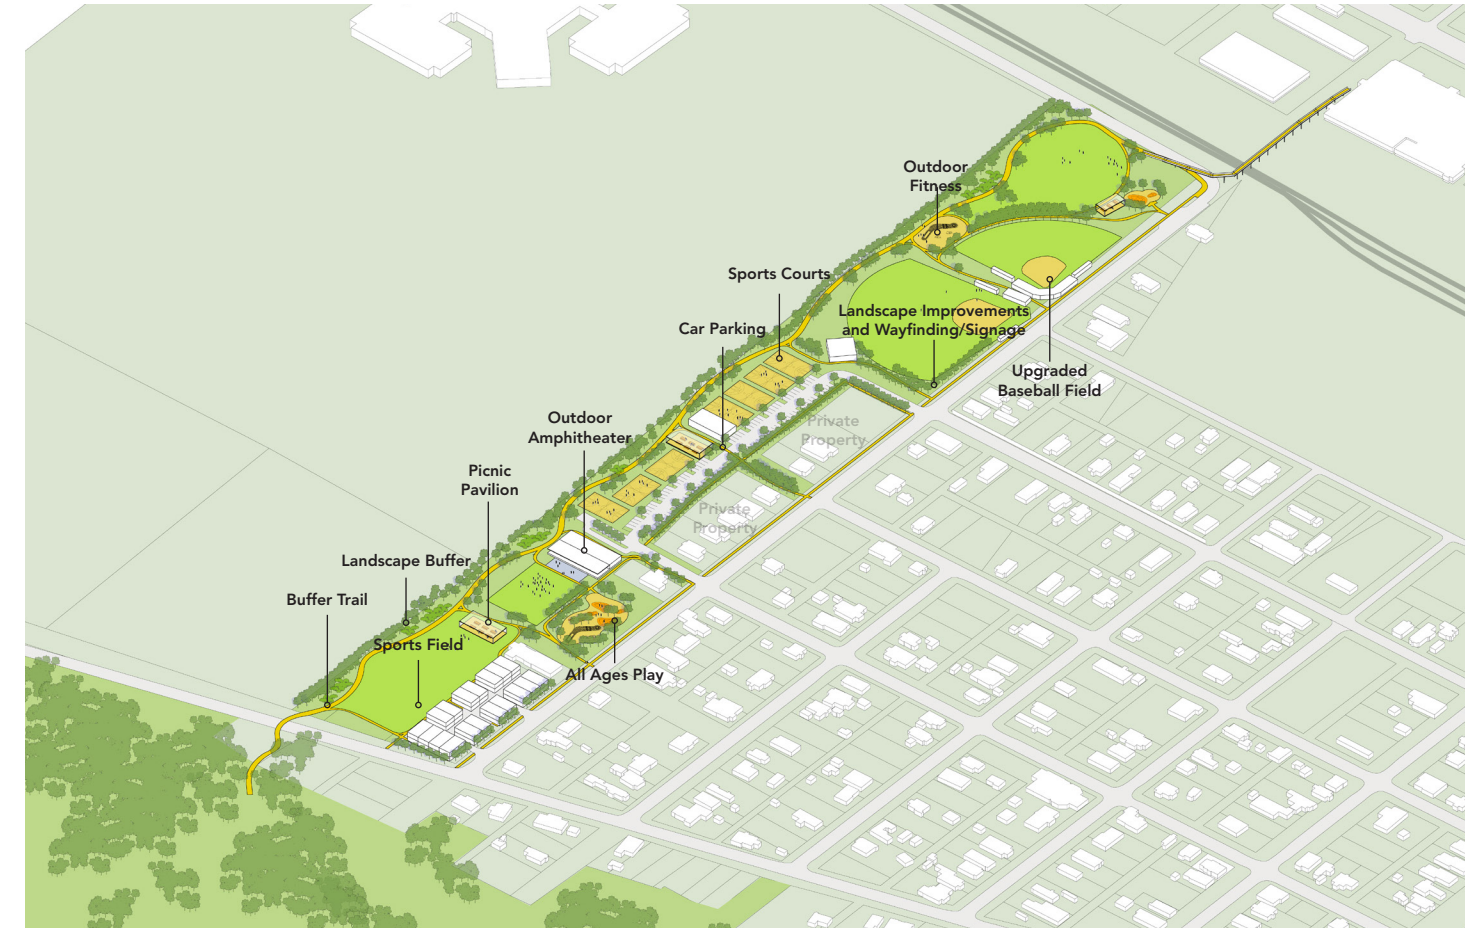 Outdoor
Fitness
Sports Courts
Landscape Improvements
and Wayfinding/Signage
Car Parking
Upgraded
Baseball Field
Outdoor
Amphitheater
Private
Property
Picnic
Pavilion
Private
Property
Landscape Buffer
Buffer Trail
Sports Field
All Ages Play